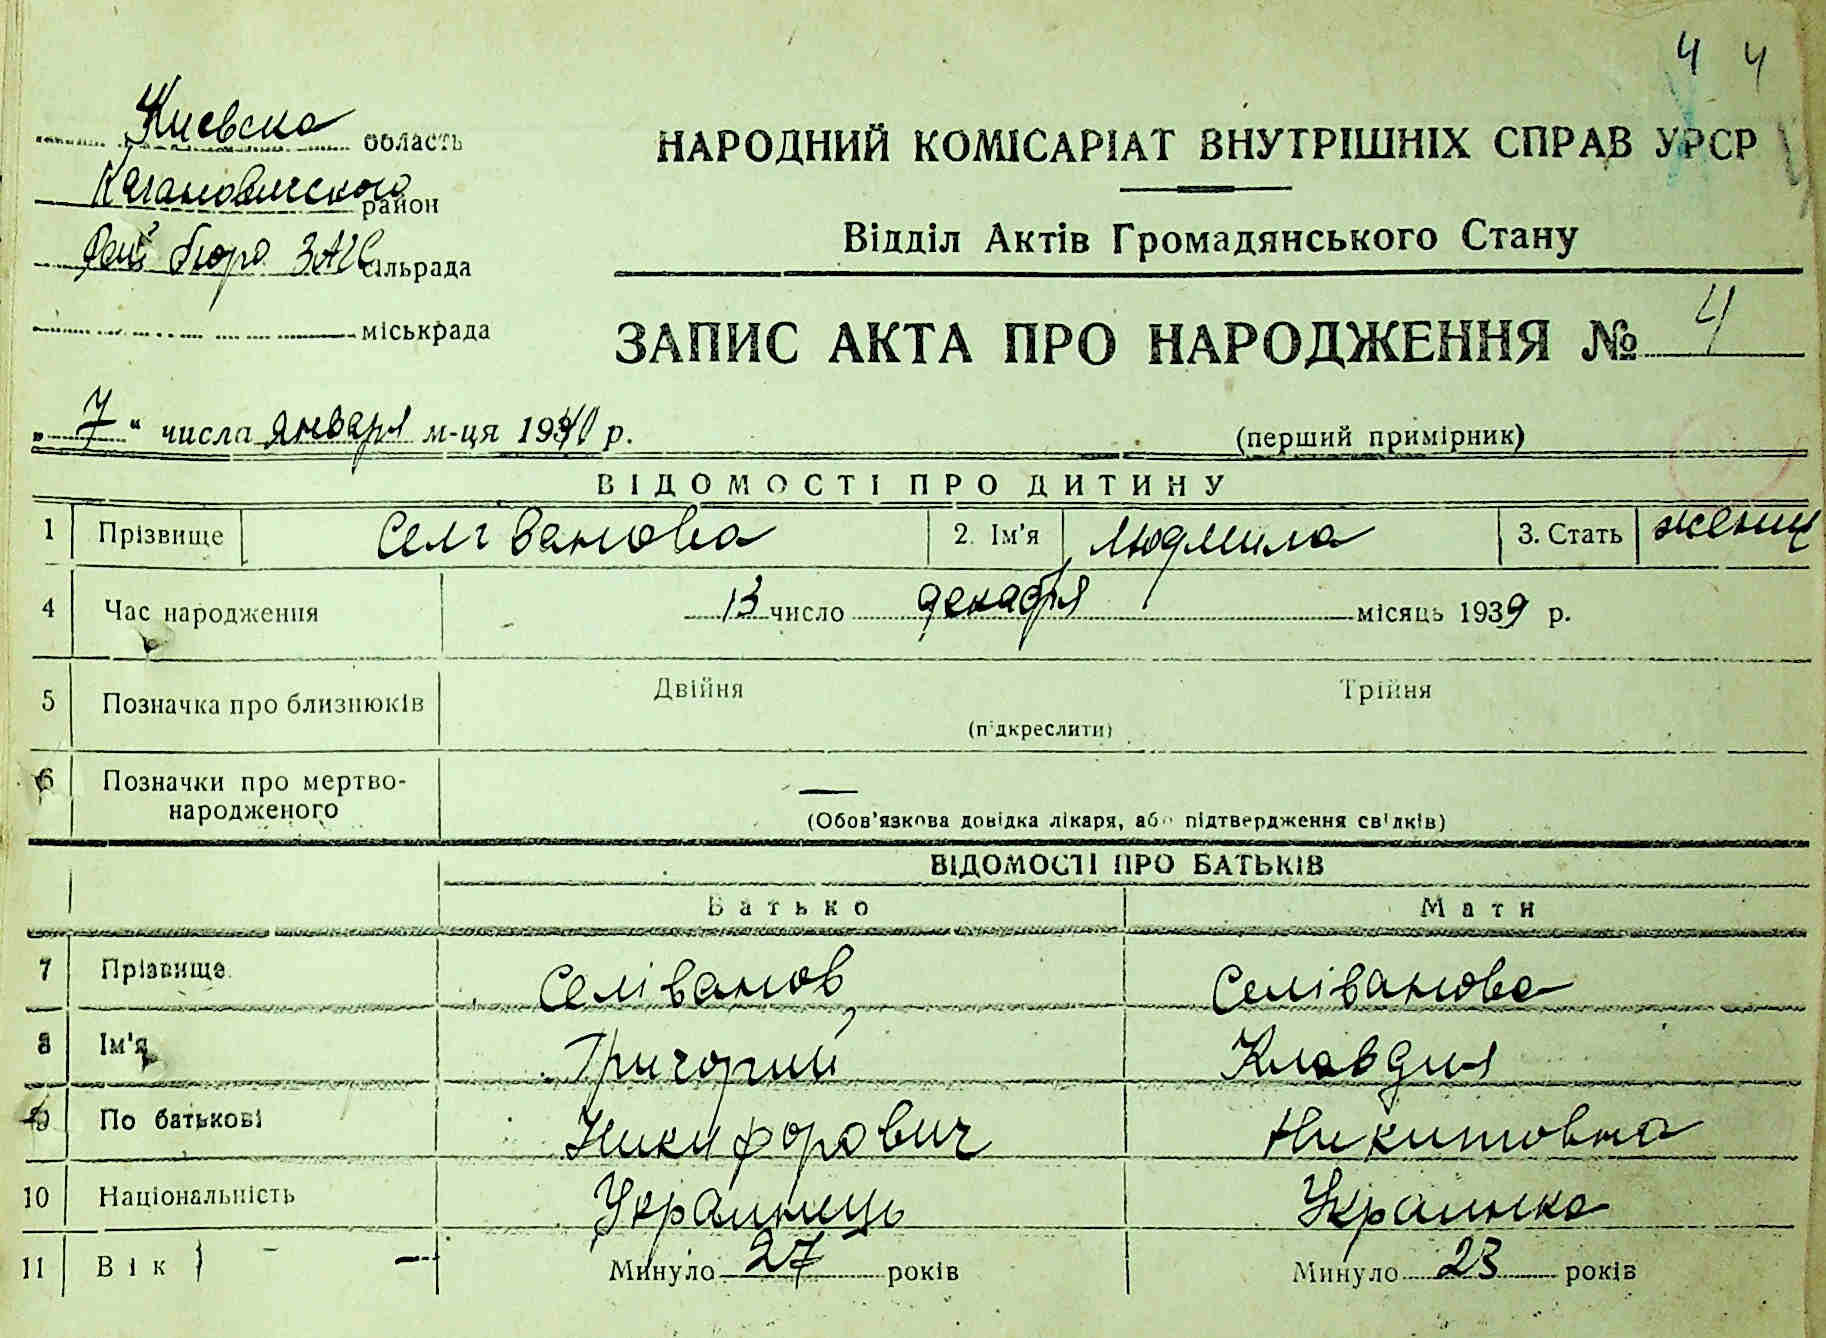 4 4
Киевска область
Кагановичского район
бюро ЗАГС сільрада
міськрада
НАРОДНИЙ КОМІСАРІАТ ВНУТРІШНІХ СПРАВ УРСР
Відділ Актів Громадянського Стану
ЗАПИС АКТА ПРО НАРОДЖЕННЯ № 4
„7“ числа января м-ця 1940 р.
(перший примірник)
ВІДОМОСТІ ПРО ДИТИНУ
1 Прізвище Селіванова 2. Ім'я Людмила 3. Стать женщ
4 Час народження 13 число декабря місяць 1939 р.
5 Позначка про близнюків Двійня Трійня
(підкреслити)
6 Позначки про мертво-
народженого —
(Обов'язкова довідка лікаря, або підтвердження свідків)
ВІДОМОСТІ ПРО БАТЬКІВ
Батько Мати
7 Прізвище Селіванов Селіванова
8 Ім'я Григорий Клавдия
9 По батькові Никифорович Никитовна
10 Національність Украинець Украинка
11 Вік Минуло 27 років Минуло 23 років